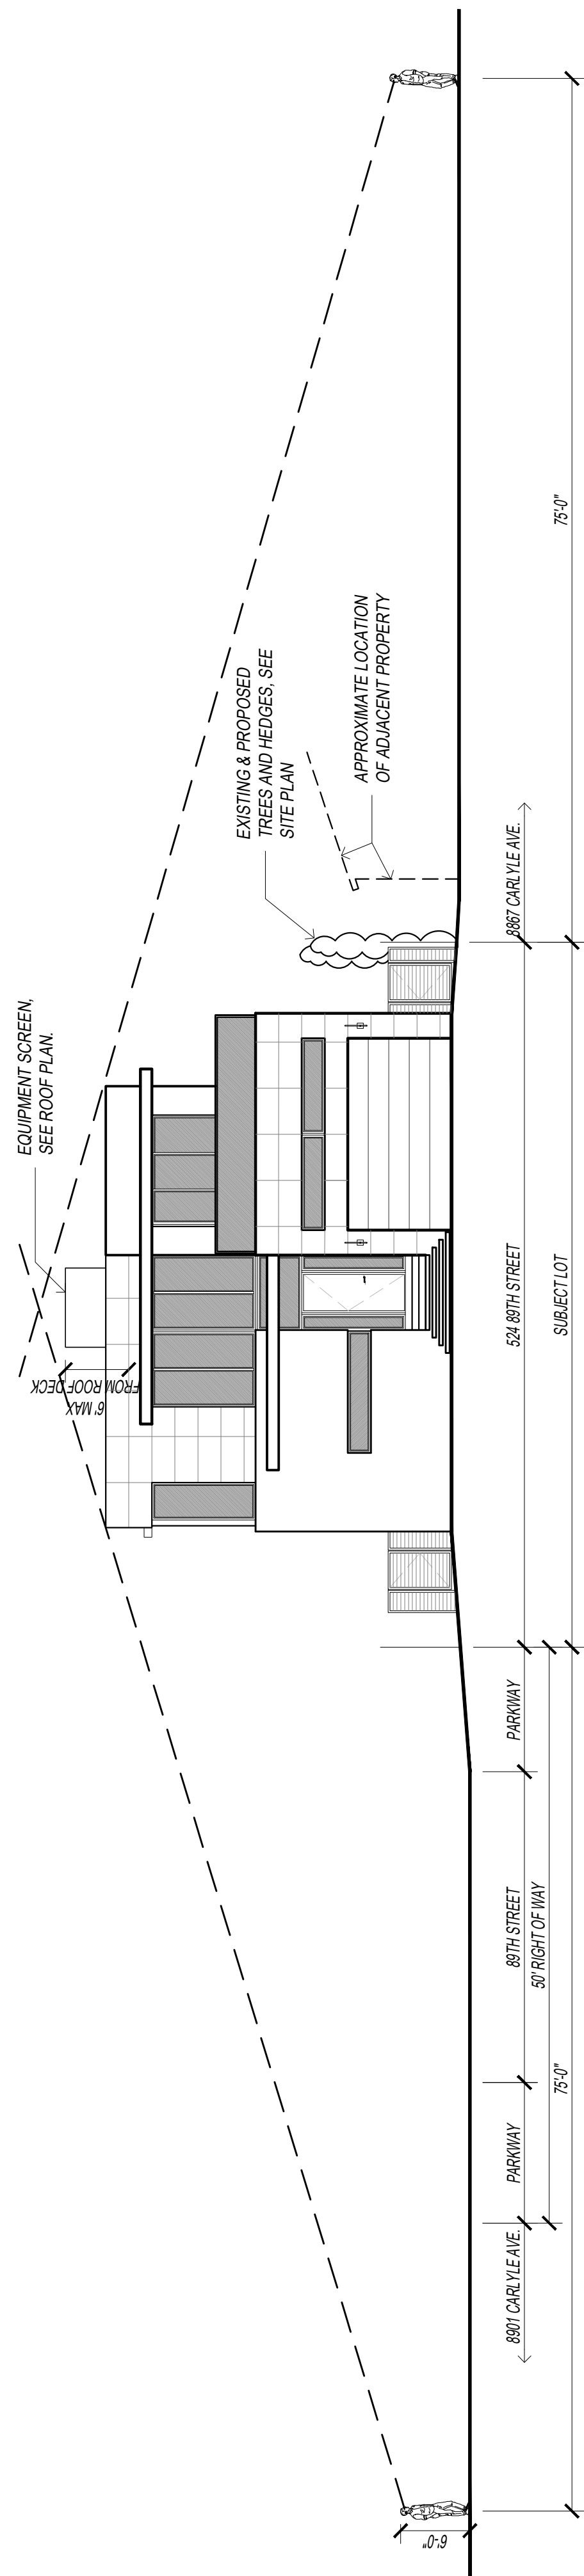 EQUIPMENT SCREEN,
SEE ROOF PLAN.
6' MAX
FROM ROOF DECK
EXISTING & PROPOSED
TREES AND HEDGES, SEE
SITE PLAN
APPROXIMATE LOCATION
OF ADJACENT PROPERTY
6'-0"
8901 CARLYLE AVE.
PARKWAY
89TH STREET
PARKWAY
524 89TH STREET
8867 CARLYLE AVE.
50' RIGHT OF WAY
75'-0"
SUBJECT LOT
75'-0"